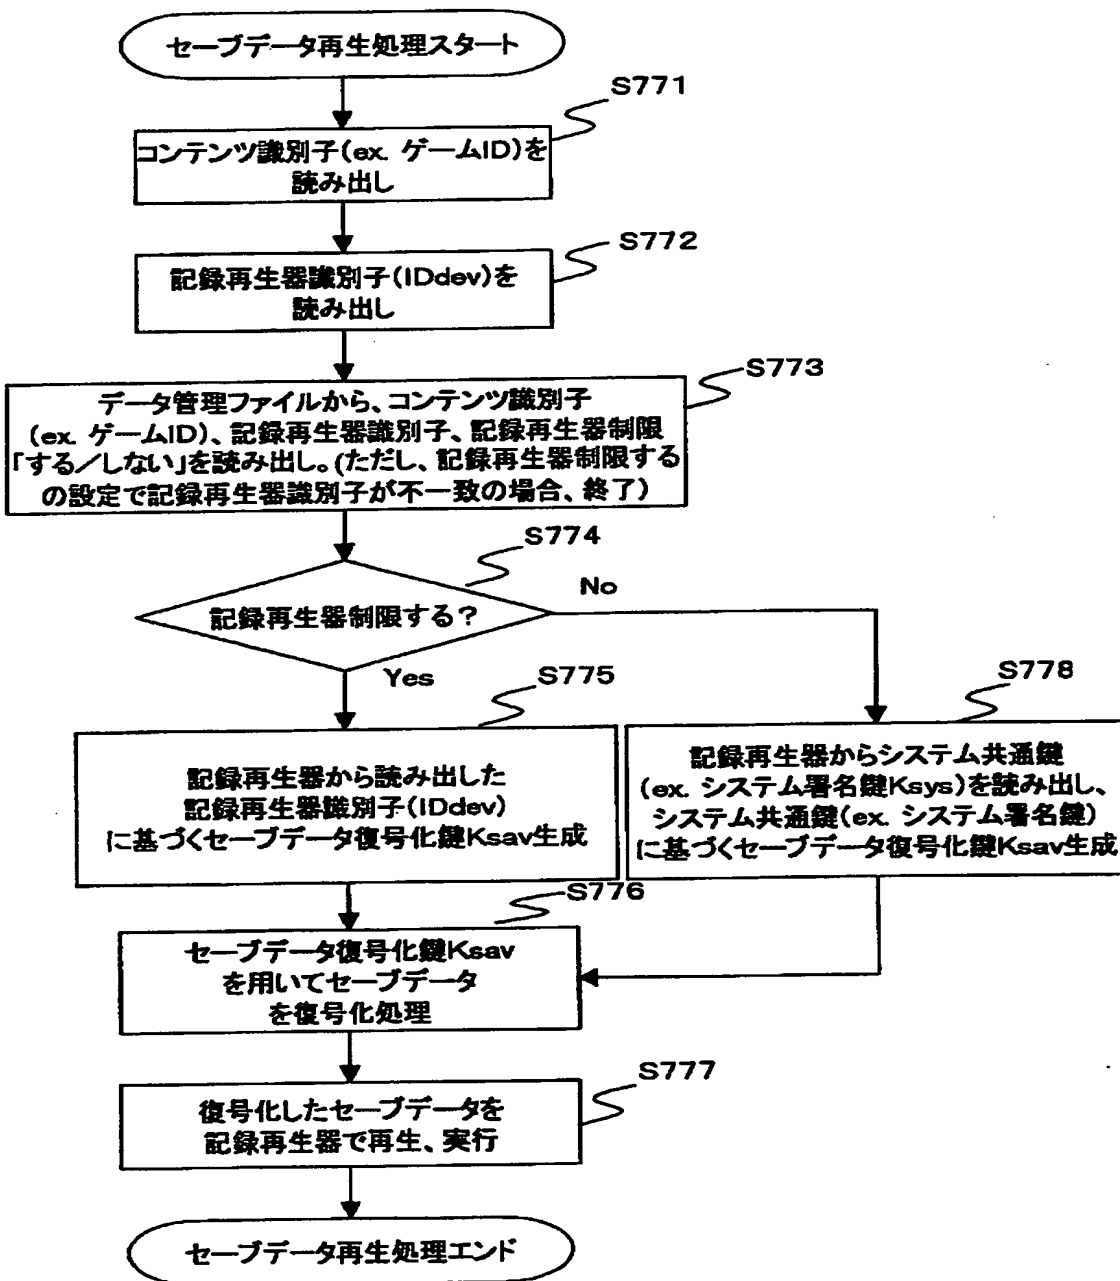 セーブデータ再生処理スタート
S771
コンテンツ識別子(ex. ゲームID)を
読み出し
S772
記録再生器識別子(IDdev)を
読み出し
S773
データ管理ファイルから、コンテンツ識別子
(ex. ゲームID)、記録再生器識別子、記録再生器制限
「する/しない」を読み出し。(ただし、記録再生器制限する
の設定で記録再生器識別子が不一致の場合、終了)
S774
記録再生器制限する?
No
Yes
S775
記録再生器から読み出した
記録再生器識別子(IDdev)
に基づくセーブデータ復号化鍵Ksav生成
S778
記録再生器からシステム共通鍵
(ex. システム署名鍵Ksys)を読み出し、
システム共通鍵(ex. システム署名鍵)
に基づくセーブデータ復号化鍵Ksav生成
S776
セーブデータ復号化鍵Ksav
を用いてセーブデータ
を復号化処理
S777
復号化したセーブデータを
記録再生器で再生、実行
セーブデータ再生処理エンド